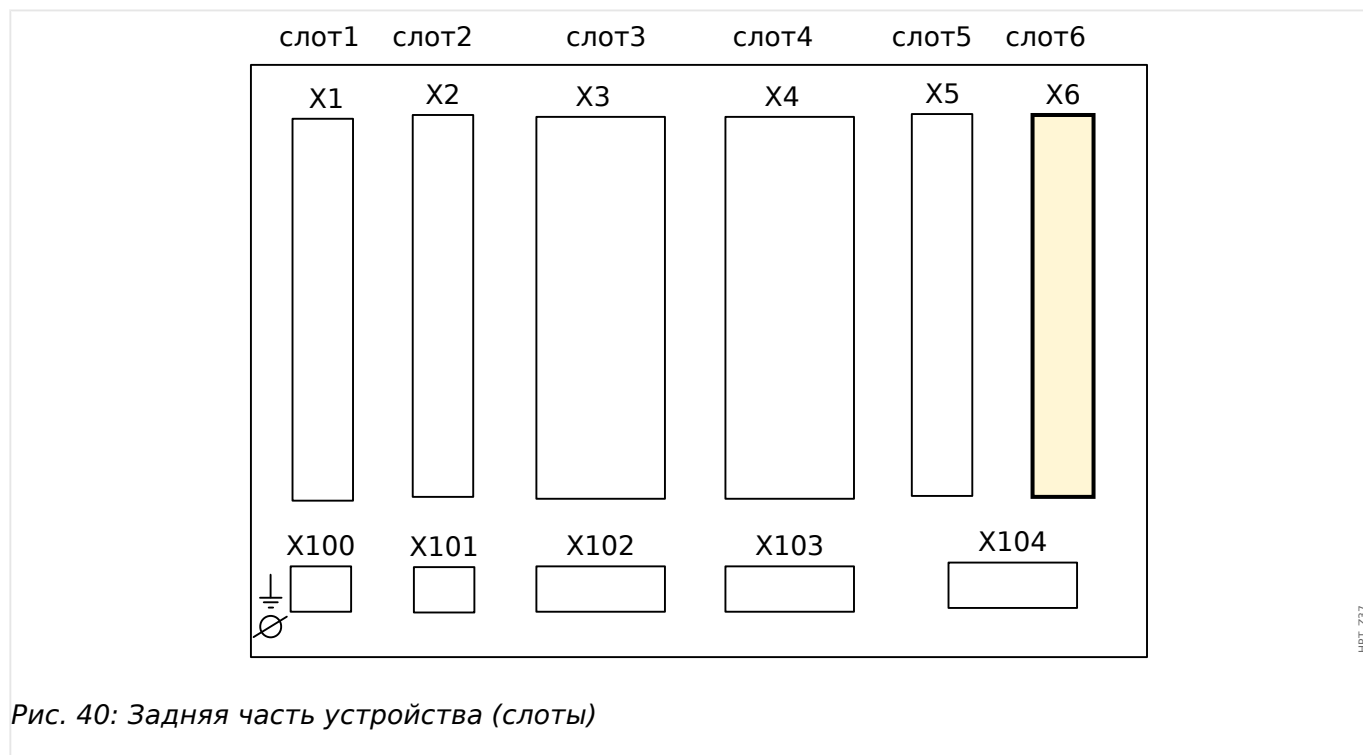 слот1 слот2 слот3 слот4 слот5 слот6
X1 X2 X3 X4 X5 X6
X100 X101 X102 X103 X104
Рис. 40: Задняя часть устройства (слоты)